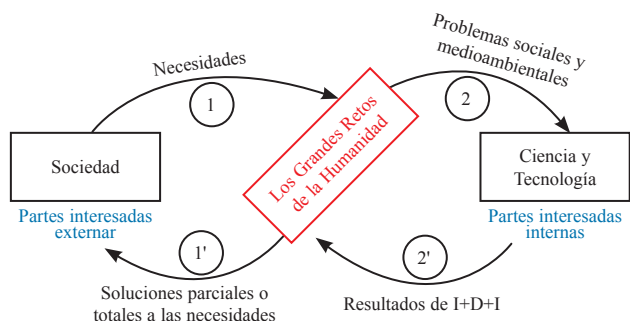 Necesidades
1
Problemas sociales y
medioambientales
2
Sociedad
Partes interesadas
externar
Los Grandes Retos
de la Humanidad
Ciencia y
Tecnología
Partes interesadas
internas
1'
Soluciones parciales o
totales a las necesidades
2'
Resultados de I+D+I